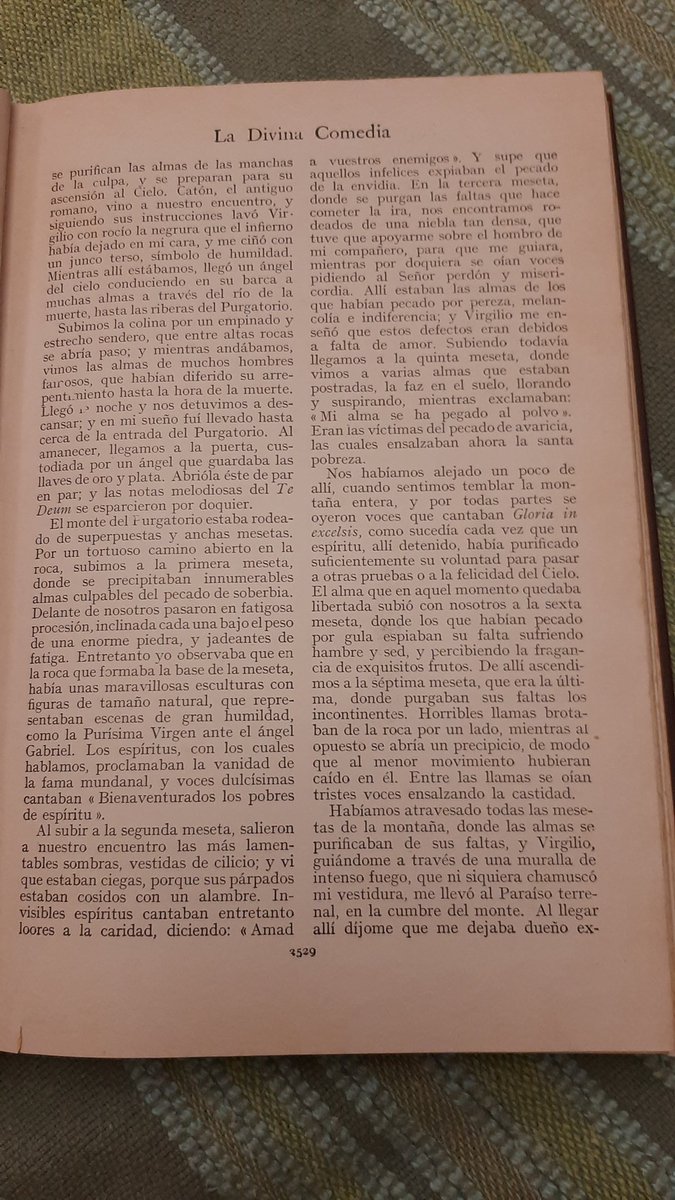 La Divina Comedia
se purifican las almas de las manchas
de la culpa, y se preparan para su
ascensión al Cielo. Catón, el antiguo
romano, vino a nuestro encuentro, y
siguiendo sus instrucciones lavó Vir-
gilio con rocío la negrura que el infierno
había dejado en mi cara, y me ciñó con
un junco terso, símbolo de humildad.
Mientras allí estábamos, llegó un ángel
del cielo conduciendo en su barca a
muchas almas a través del río de la
muerte, hasta las riberas del Purgatorio.
Subimos la colina por un empinado y
estrecho sendero, que entre altas rocas
se abría paso; y mientras andábamos,
vimos las almas de muchos hombres
famosos, que habían diferido su arre-
pentimiento hasta la hora de la muerte.
Llegó la noche y nos detuvimos a des-
cansar; y en mi sueño fuí llevado hasta
cerca de la entrada del Purgatorio. Al
amanecer, llegamos a la puerta, cus-
todiada por un ángel que guardaba las
llaves de oro y plata. Abrióla éste de par
en par; y las notas melodiosas del Te
Deum se esparcieron por doquier.
El monte del Purgatorio estaba rodea-
do de superpuestas y anchas mesetas.
Por un tortuoso camino abierto en la
roca, subimos a la primera meseta,
donde se precipitaban innumerables
almas culpables del pecado de soberbia.
Delante de nosotros pasaron en fatigosa
procesión, inclinada cada una bajo el peso
de una enorme piedra, y jadeantes de
fatiga. Entretanto yo observaba que en
la roca que formaba la base de la meseta,
había unas maravillosas esculturas con
figuras de tamaño natural, que repre-
sentaban escenas de gran humildad,
como la Purísima Virgen ante el ángel
Gabriel. Los espíritus, con los cuales
hablamos, proclamaban la vanidad de
la fama mundanal, y voces dulcísimas
cantaban « Bienaventurados los pobres
de espíritu ».
Al subir a la segunda meseta, salieron
a nuestro encuentro las más lamen-
tables sombras, vestidas de cilicio; y vi
que estaban ciegas, porque sus párpados
estaban cosidos con un alambre. In-
visibles espíritus cantaban entretanto
loores a la caridad, diciendo: « Amad
a vuestros enemigos ». Y supe que
aquellos infelices expiaban el pecado
de la envidia. En la tercera meseta,
donde se purgan las faltas que hace
cometer la ira, nos encontramos ro-
deados de una niebla tan densa, que
tuve que apoyarme sobre el hombro de
mi compañero, para que me guiara,
mientras por doquiera se oían voces
pidiendo al Señor perdón y miseri-
cordia. Allí estaban las almas de los
que habían pecado por pereza, melan-
colía e indiferencia; y Virgilio me en-
señó que estos defectos eran debidos
a falta de amor. Subiendo todavía
llegamos a la quinta meseta, donde
vimos a varias almas que estaban
postradas, la faz en el suelo, llorando
y suspirando, mientras exclamaban:
« Mi alma se ha pegado al polvo ».
Eran las víctimas del pecado de avaricia,
las cuales ensalzaban ahora la santa
pobreza.
Nos habíamos alejado un poco de
allí, cuando sentimos temblar la mon-
taña entera, y por todas partes se
oyeron voces que cantaban Gloria in
excelsis, como sucedía cada vez que un
espíritu, allí detenido, había purificado
suficientemente su voluntad para pasar
a otras pruebas o a la felicidad del Cielo.
El alma que en aquel momento quedaba
libertada subió con nosotros a la sexta
meseta, donde los que habían pecado
por gula espiaban su falta sufriendo
hambre y sed, y percibiendo la fragan-
cia de exquisitos frutos. De allí ascendi-
mos a la séptima meseta, que era la últi-
ma, donde purgaban sus faltas los
incontinentes. Horribles llamas brota-
ban de la roca por un lado, mientras al
opuesto se abría un precipicio, de modo
que al menor movimiento hubieran
caído en él. Entre las llamas se oían
tristes voces ensalzando la castidad.
Habíamos atravesado todas las mese-
tas de la montaña, donde las almas se
purificaban de sus faltas, y Virgilio,
guiándome a través de una muralla de
intenso fuego, que ni siquiera chamuscó
mi vestidura, me llevó al Paraíso terre-
nal, en la cumbre del monte. Al llegar
allí díjome que me dejaba dueño ex-
3529